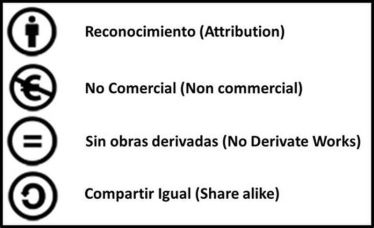 Reconocimiento (Attribution)
No Comercial (Non commercial)
Sin obras derivadas (No Derivate Works)
Compartir Igual (Share alike)